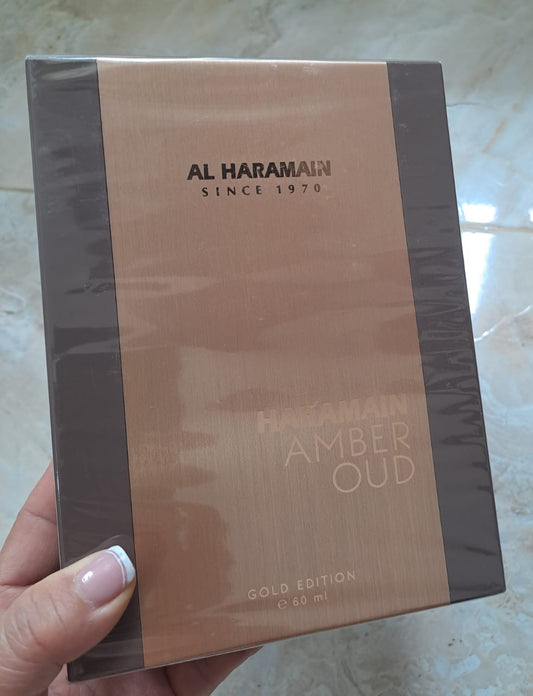 AL HARAMAIN
SINCE 1970
HARAMAIN
AMBER
OUD
GOLD EDITION
℮ 60 ml